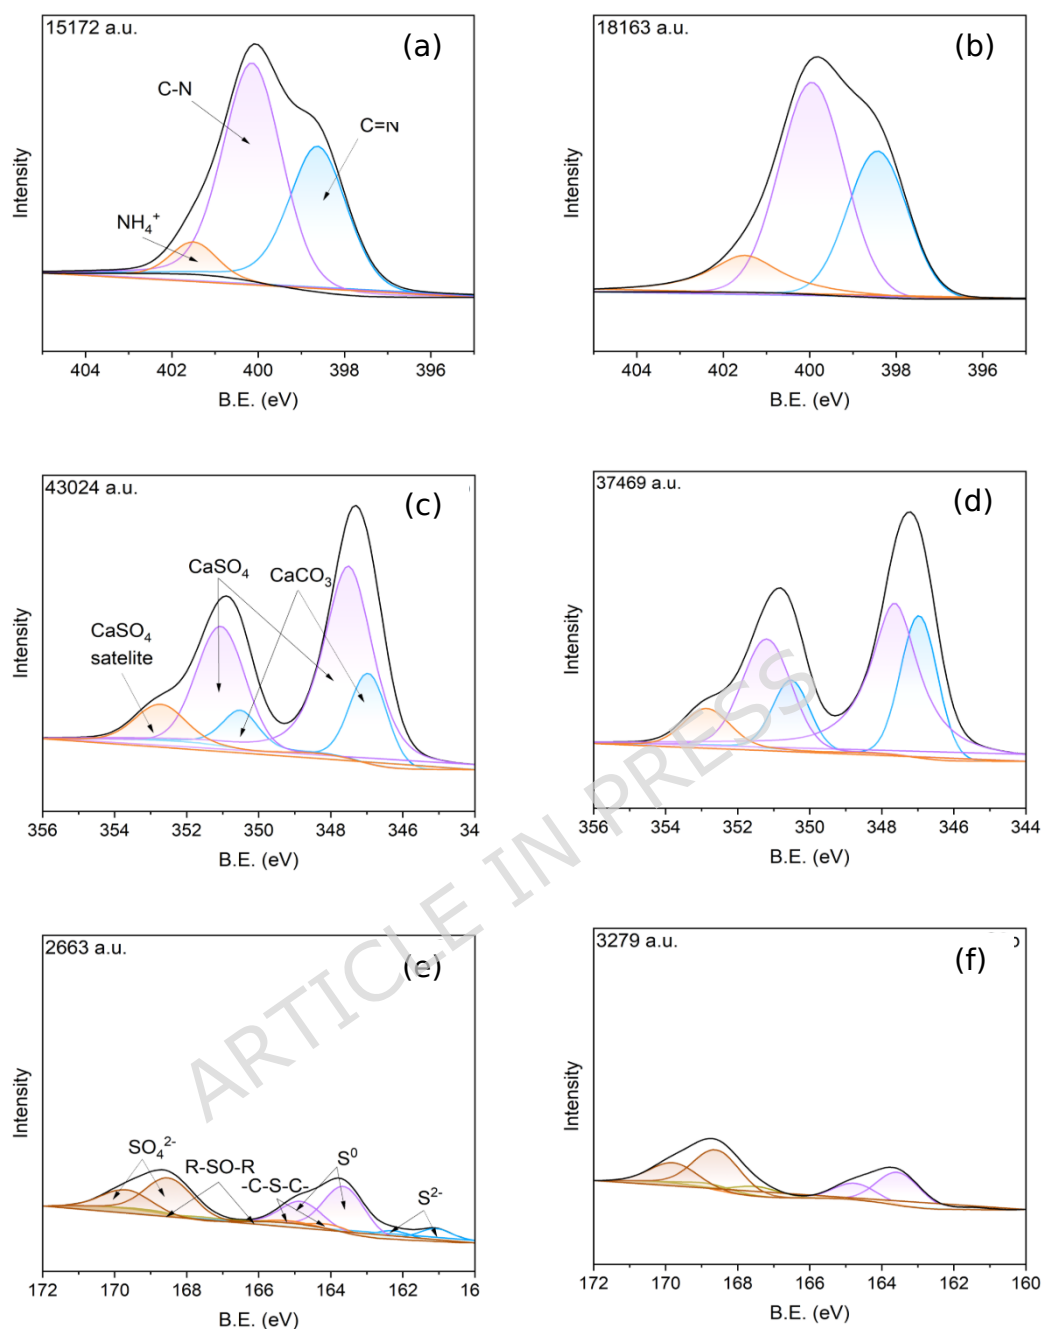 15172 a.u.
(a)
C-N
C=N
NH₄⁺
Intensity
404 402 400 398 396
B.E. (eV)
18163 a.u.
(b)
Intensity
404 402 400 398 396
B.E. (eV)
43024 a.u.
(c)
CaSO₄
CaCO₃
CaSO₄
satelite
Intensity
356 354 352 350 348 346 34
B.E. (eV)
37469 a.u.
(d)
Intensity
356 354 352 350 348 346 344
B.E. (eV)
2663 a.u.
(e)
SO₄²⁻
R-SO-R
-C-S-C-
S⁰
S²⁻
Intensity
172 170 168 166 164 162 16
B.E. (eV)
3279 a.u.
(f)
Intensity
172 170 168 166 164 162 160
B.E. (eV)
ARTICLE IN PRESS